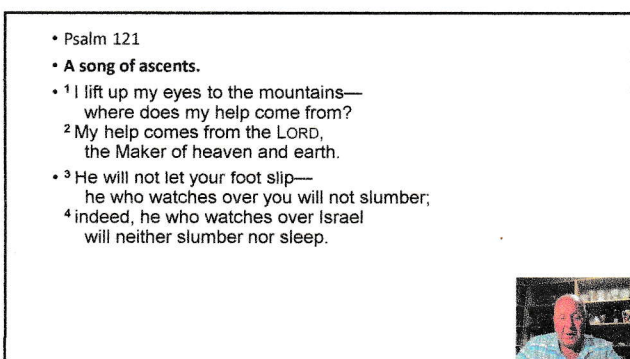 • Psalm 121
• A song of ascents.
• ¹ I lift up my eyes to the mountains—
where does my help come from?
² My help comes from the LORD,
the Maker of heaven and earth.
• ³ He will not let your foot slip—
he who watches over you will not slumber;
⁴ indeed, he who watches over Israel
will neither slumber nor sleep.